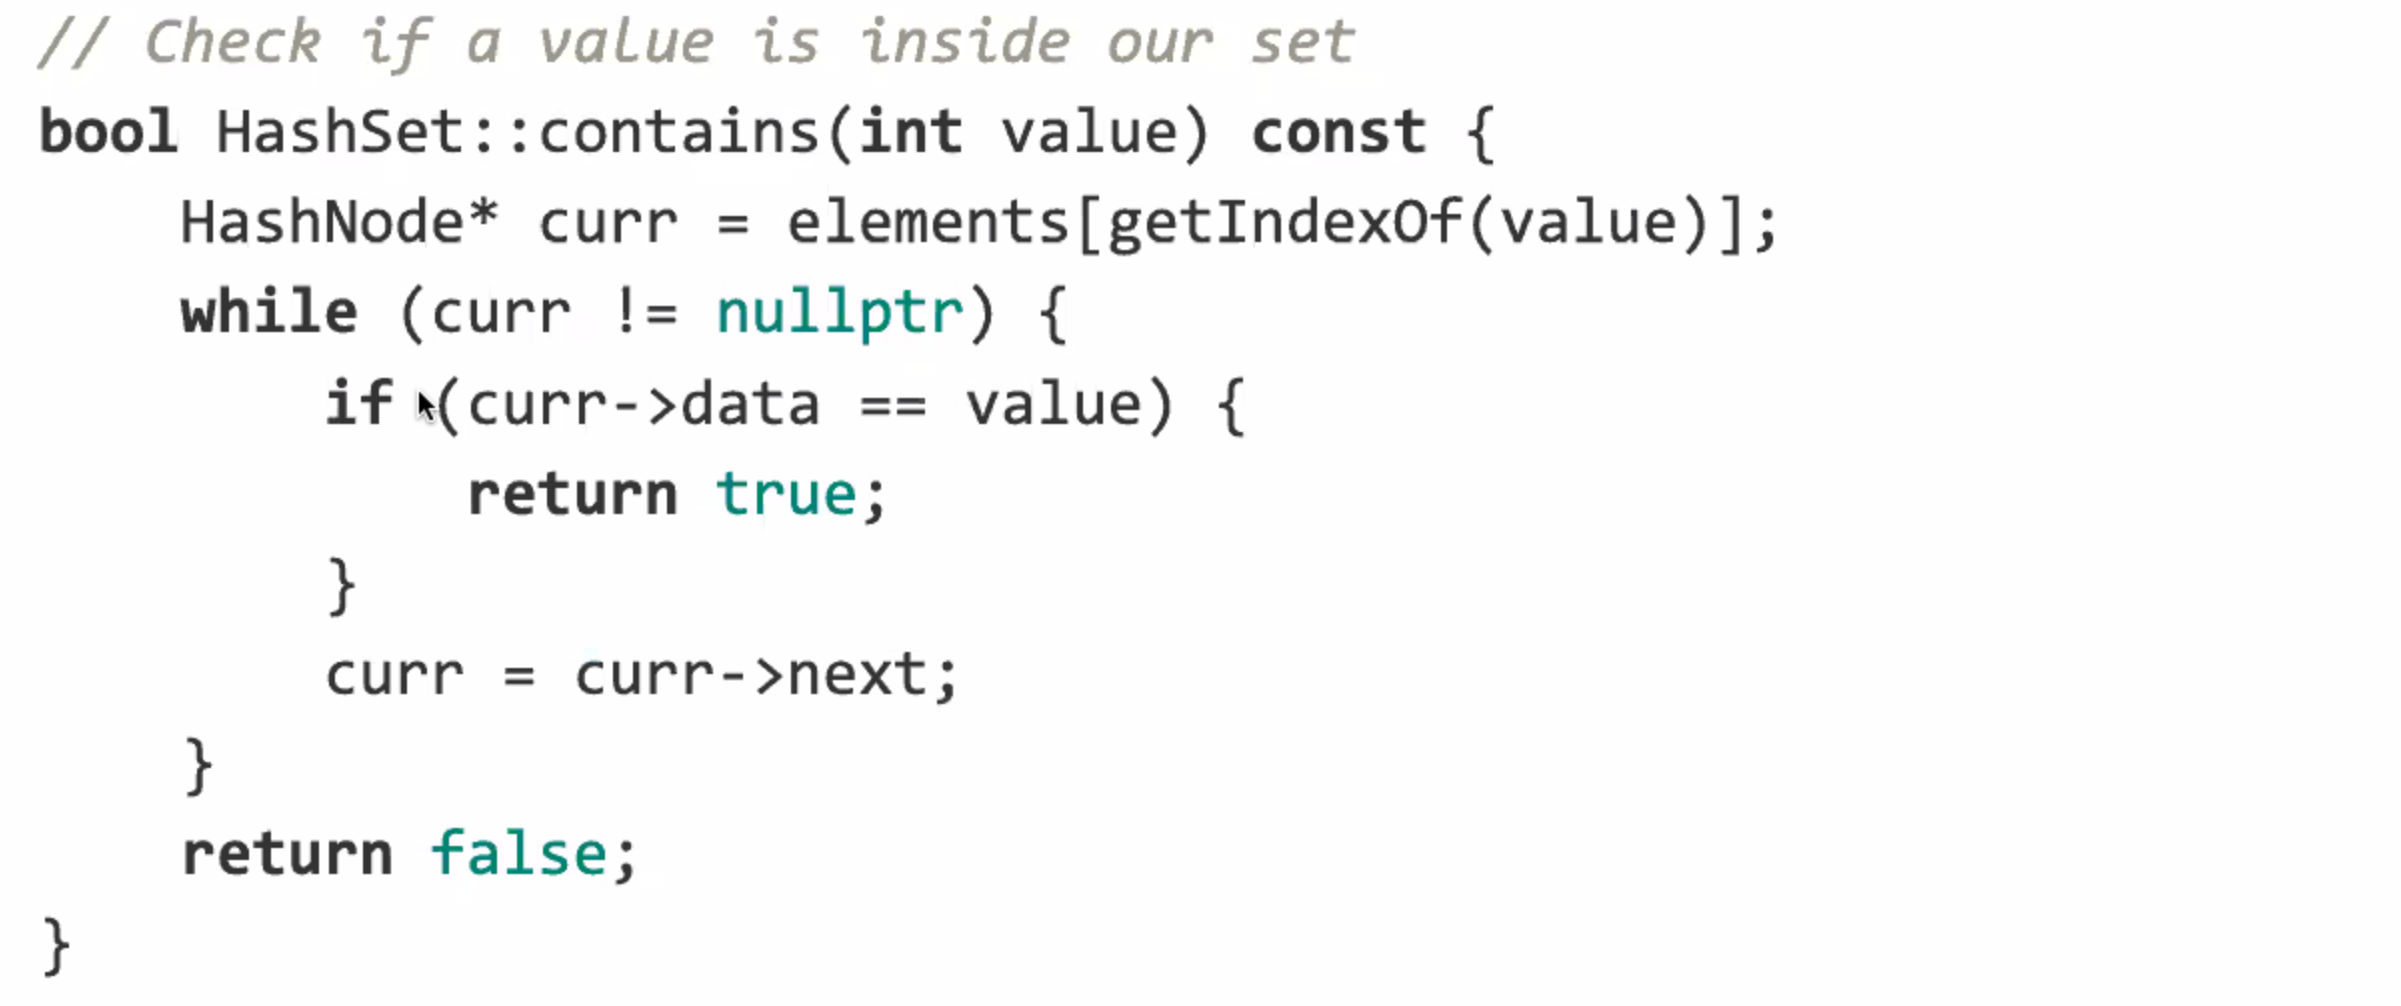 // Check if a value is inside our set
bool HashSet::contains(int value) const {
    HashNode* curr = elements[getIndexOf(value)];
    while (curr != nullptr) {
        if (curr->data == value) {
            return true;
        }
        curr = curr->next;
    }
    return false;
}